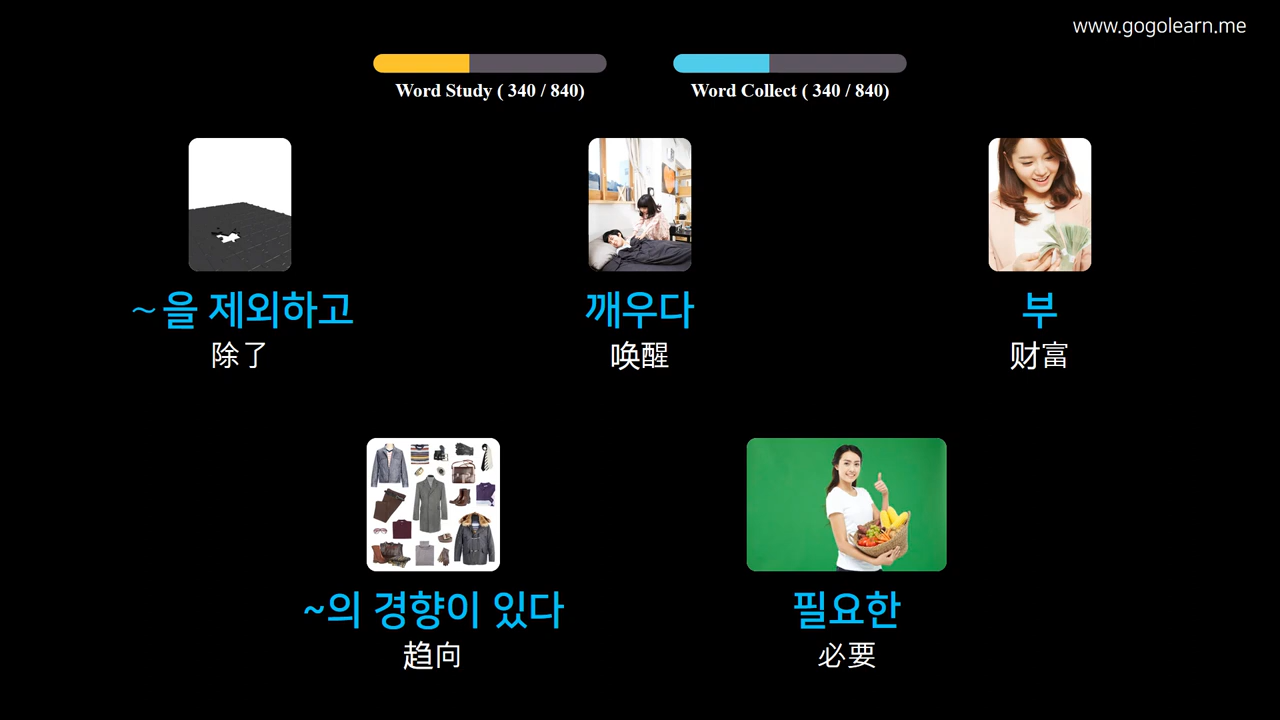 www.gogolearn.me
Word Study ( 340 / 840)
Word Collect ( 340 / 840)
~을 제외하고
除了
깨우다
唤醒
부
财富
~의 경향이 있다
趋向
필요한
必要